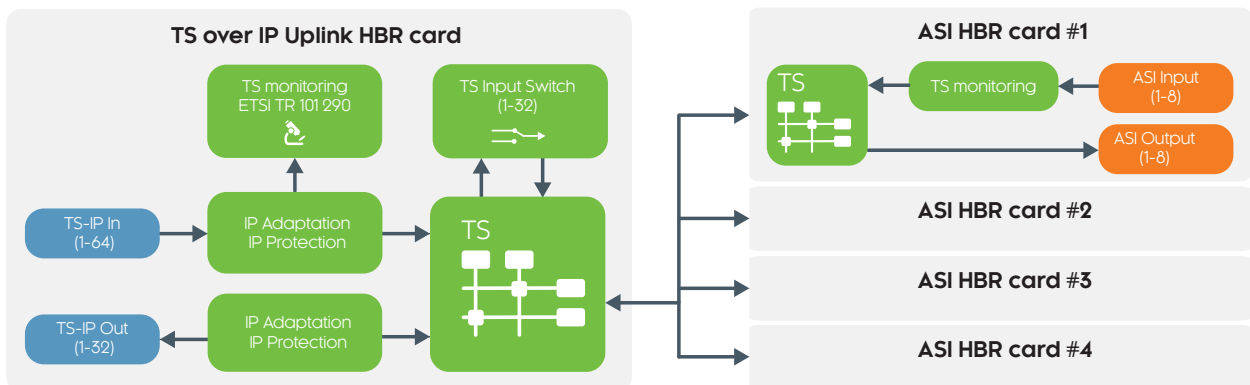 TS over IP Uplink HBR card
TS monitoring
ETSI TR 101 290
TS Input Switch
(1-32)
TS-IP In
(1-64)
IP Adaptation
IP Protection
TS
TS-IP Out
(1-32)
IP Adaptation
IP Protection
ASI HBR card #1
TS
TS monitoring
ASI Input
(1-8)
ASI Output
(1-8)
ASI HBR card #2
ASI HBR card #3
ASI HBR card #4